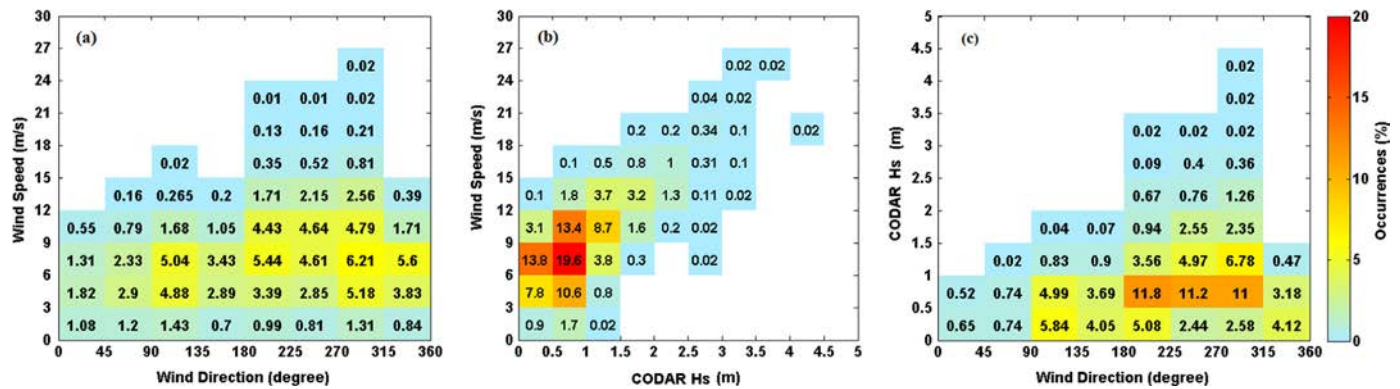 30
27
24
21
18
15
12
9
6
3
0
Wind Speed (m/s)
(a)
0.02
0.01 0.01 0.02
0.13 0.16 0.21
0.02 0.35 0.52 0.81
0.16 0.265 0.2 1.71 2.15 2.56 0.39
0.55 0.79 1.68 1.05 4.43 4.64 4.79 1.71
1.31 2.33 5.04 3.43 5.44 4.61 6.21 5.6
1.82 2.9 4.88 2.89 3.39 2.85 5.18 3.83
1.08 1.2 1.43 0.7 0.99 0.81 1.31 0.84
0 45 90 135 180 225 270 315 360
Wind Direction (degree)
30
27
24
21
18
15
12
9
6
3
0
Wind Speed (m/s)
(b)
0.02 0.02
0.04 0.02
0.2 0.2 0.34 0.1 0.02
0.1 0.5 0.8 1 0.31 0.1
0.1 1.8 3.7 3.2 1.3 0.11 0.02
3.1 13.4 8.7 1.6 0.2 0.02
13.8 19.6 3.8 0.3 0.02
7.8 10.6 0.8
0.9 1.7 0.02
0 0.5 1 1.5 2 2.5 3 3.5 4 4.5 5
CODAR Hs (m)
5
4.5
4
3.5
3
2.5
2
1.5
1
0.5
0
CODAR Hs (m)
(c)
0.02
0.02
0.02 0.02 0.02
0.09 0.4 0.36
0.67 0.76 1.26
0.04 0.07 0.94 2.55 2.35
0.02 0.83 0.9 3.56 4.97 6.78 0.47
0.52 0.74 4.99 3.69 11.8 11.2 11 3.18
0.65 0.74 5.84 4.05 5.08 2.44 2.58 4.12
0 45 90 135 180 225 270 315 360
Wind Direction (degree)
20
15
10
5
0
Occurrences (%)